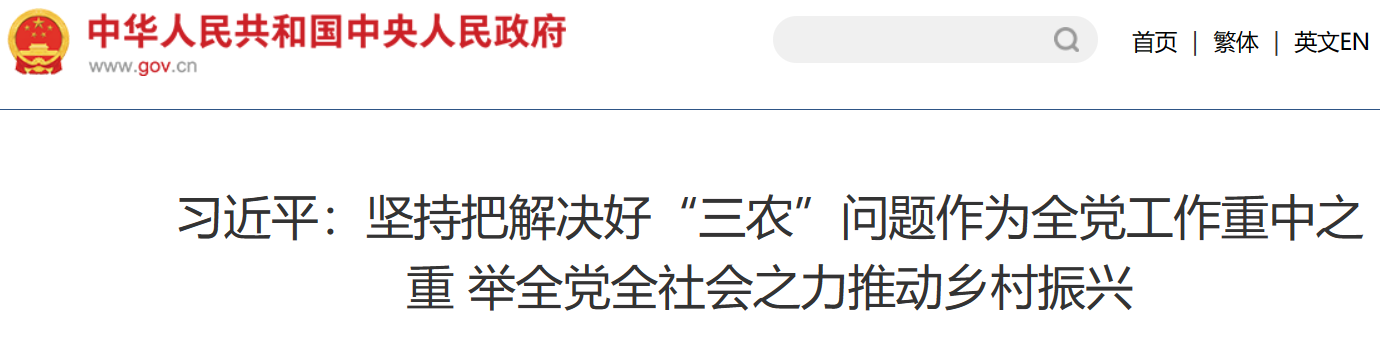 中华人民共和国中央人民政府
www.gov.cn
首页 | 繁体 | 英文EN
习近平：坚持把解决好“三农”问题作为全党工作重中之
重 举全党全社会之力推动乡村振兴